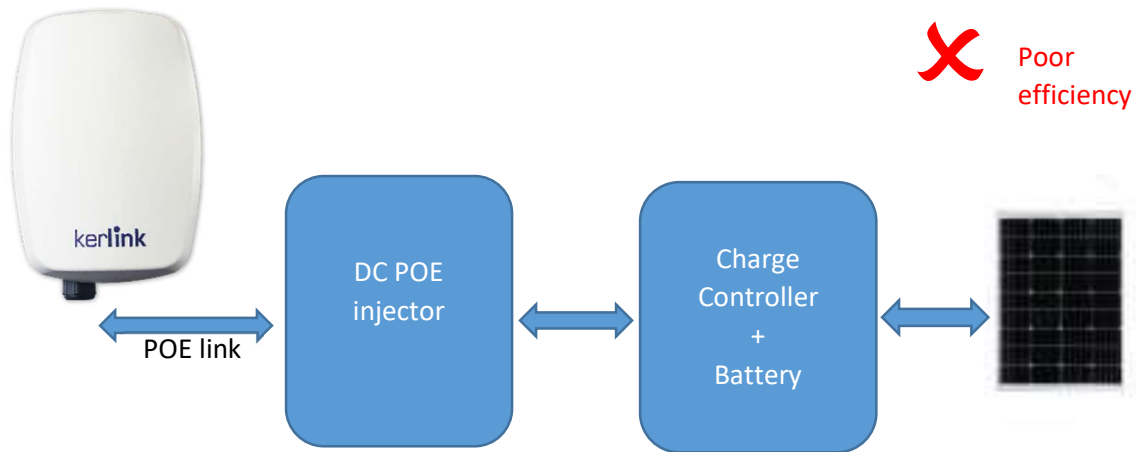 Poor
efficiency
kerlink
DC POE
injector
Charge
Controller
+
Battery
POE link